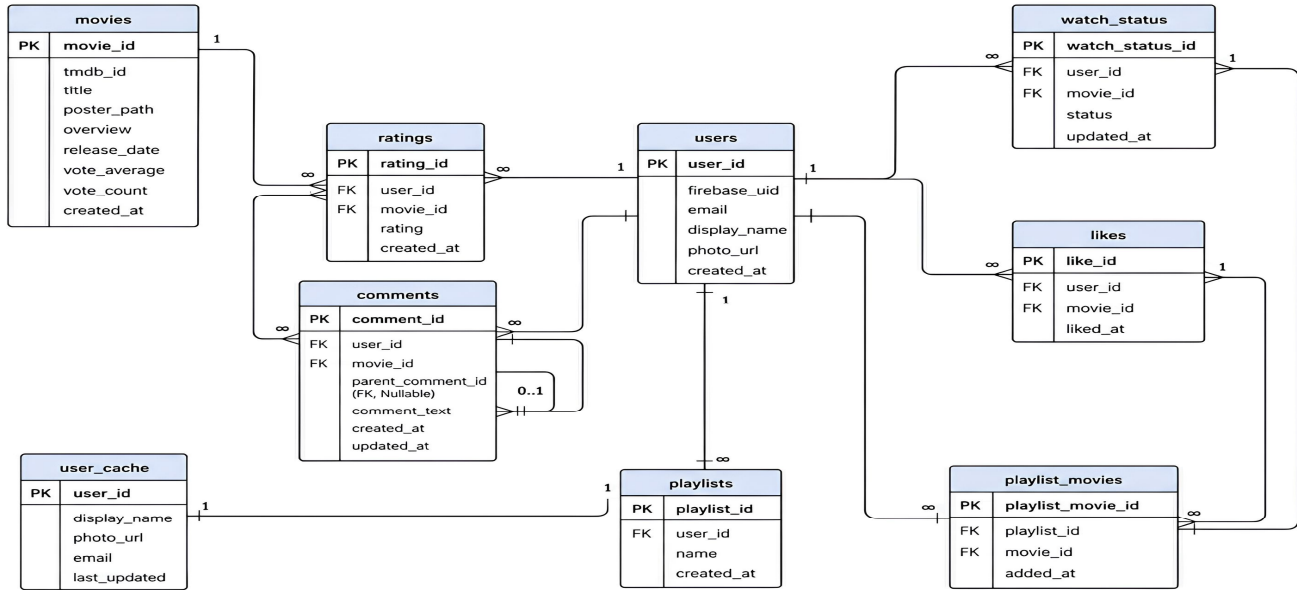 movies
PK movie_id
tmdb_id
title
poster_path
overview
release_date
vote_average
vote_count
created_at
1
∞
ratings
PK rating_id
FK user_id
FK movie_id
rating
created_at
∞
1
users
PK user_id
firebase_uid
email
display_name
photo_url
created_at
1
1
∞
watch_status
PK watch_status_id
FK user_id
FK movie_id
status
updated_at
1
∞
likes
PK like_id
FK user_id
FK movie_id
liked_at
1
comments
PK comment_id
FK user_id
FK movie_id
parent_comment_id
(FK, Nullable)
comment_text
created_at
updated_at
∞
∞
0..1
user_cache
PK user_id
display_name
photo_url
email
last_updated
1
1
∞
playlists
PK playlist_id
FK user_id
name
created_at
playlist_movies
PK playlist_movie_id
FK playlist_id
FK movie_id
added_at
∞
∞